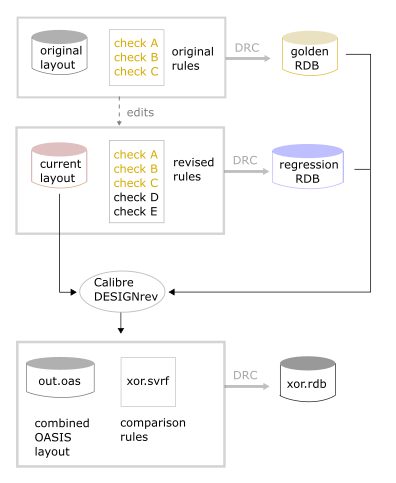 original
layout
check A
check B
check C
original
rules
DRC
golden
RDB
edits
current
layout
check A
check B
check C
check D
check E
revised
rules
DRC
regression
RDB
Calibre
DESIGNrev
out.oas
combined
OASIS
layout
xor.svrf
comparison
rules
DRC
xor.rdb